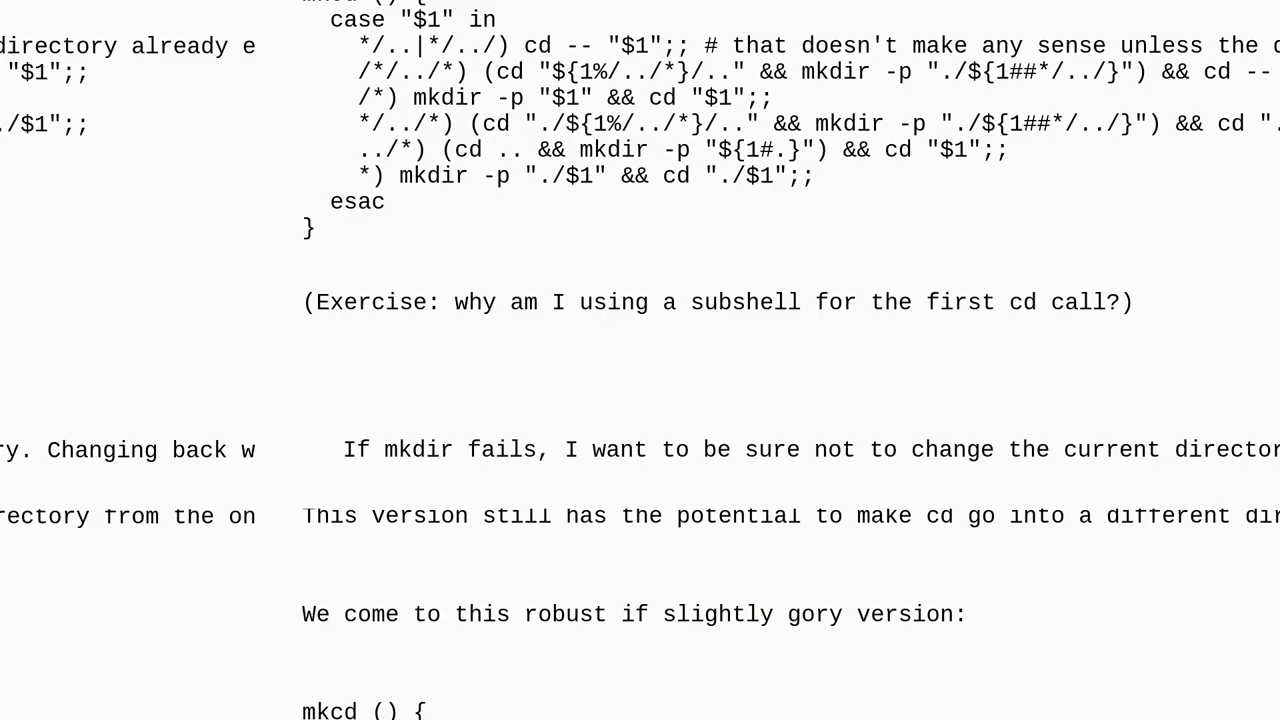 mkcd () {
case "$1" in
directory already e
*/..|*/../) cd -- "$1";; # that doesn't make any sense unless the
"$1";;
/*/../*) (cd "${1%/../*}/.." && mkdir -p "./${1##*/../}") && cd --
/*) mkdir -p "$1" && cd "$1";;
./$1";;
*/../*) (cd "./${1%/../*}/.." && mkdir -p "./${1##*/../}") && cd ".
../*) (cd .. && mkdir -p "${1#.}") && cd "$1";;
*) mkdir -p "./$1" && cd "./$1";;
esac
}
(Exercise: why am I using a subshell for the first cd call?)
ry. Changing back w
If mkdir fails, I want to be sure not to change the current director
rectory from the on
This version still has the potential to make cd go into a different dir
We come to this robust if slightly gory version:
mkcd () {